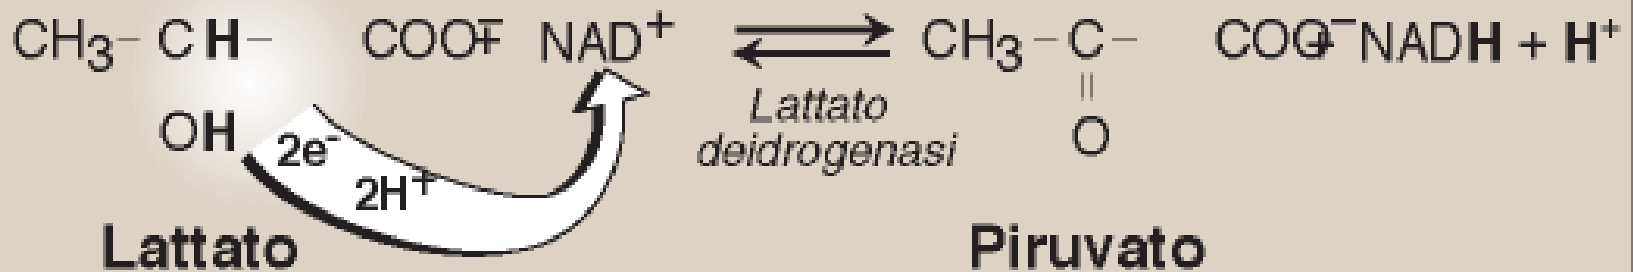 CH3– CH– COO– + NAD+ ⇌ CH3 – C – COO– + NADH + H+
||
Lattato
OH 2e- O
deidrogenasi
2H+
Lattato Piruvato